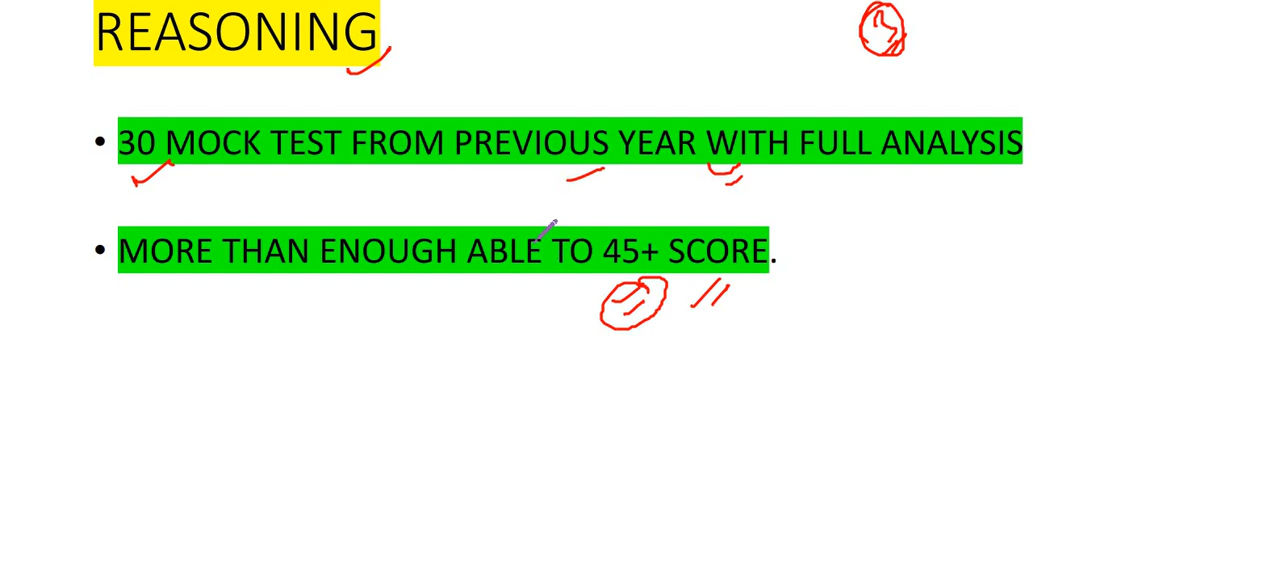 REASONING
• 30 MOCK TEST FROM PREVIOUS YEAR WITH FULL ANALYSIS
• MORE THAN ENOUGH ABLE TO 45+ SCORE.